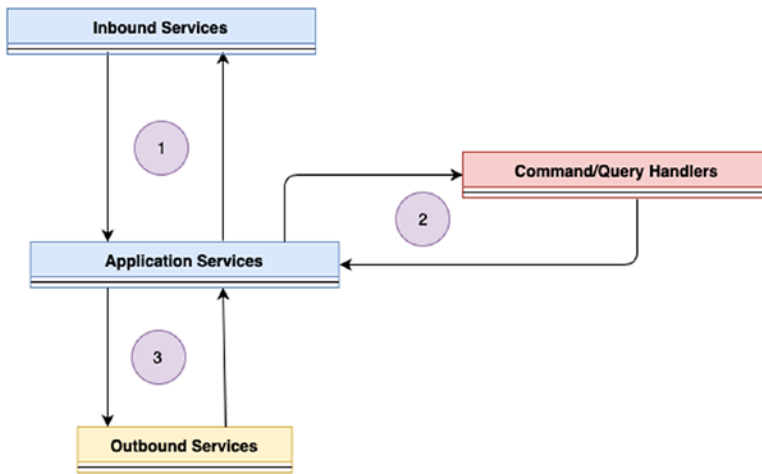 Inbound Services
1
Command/Query Handlers
2
Application Services
3
Outbound Services